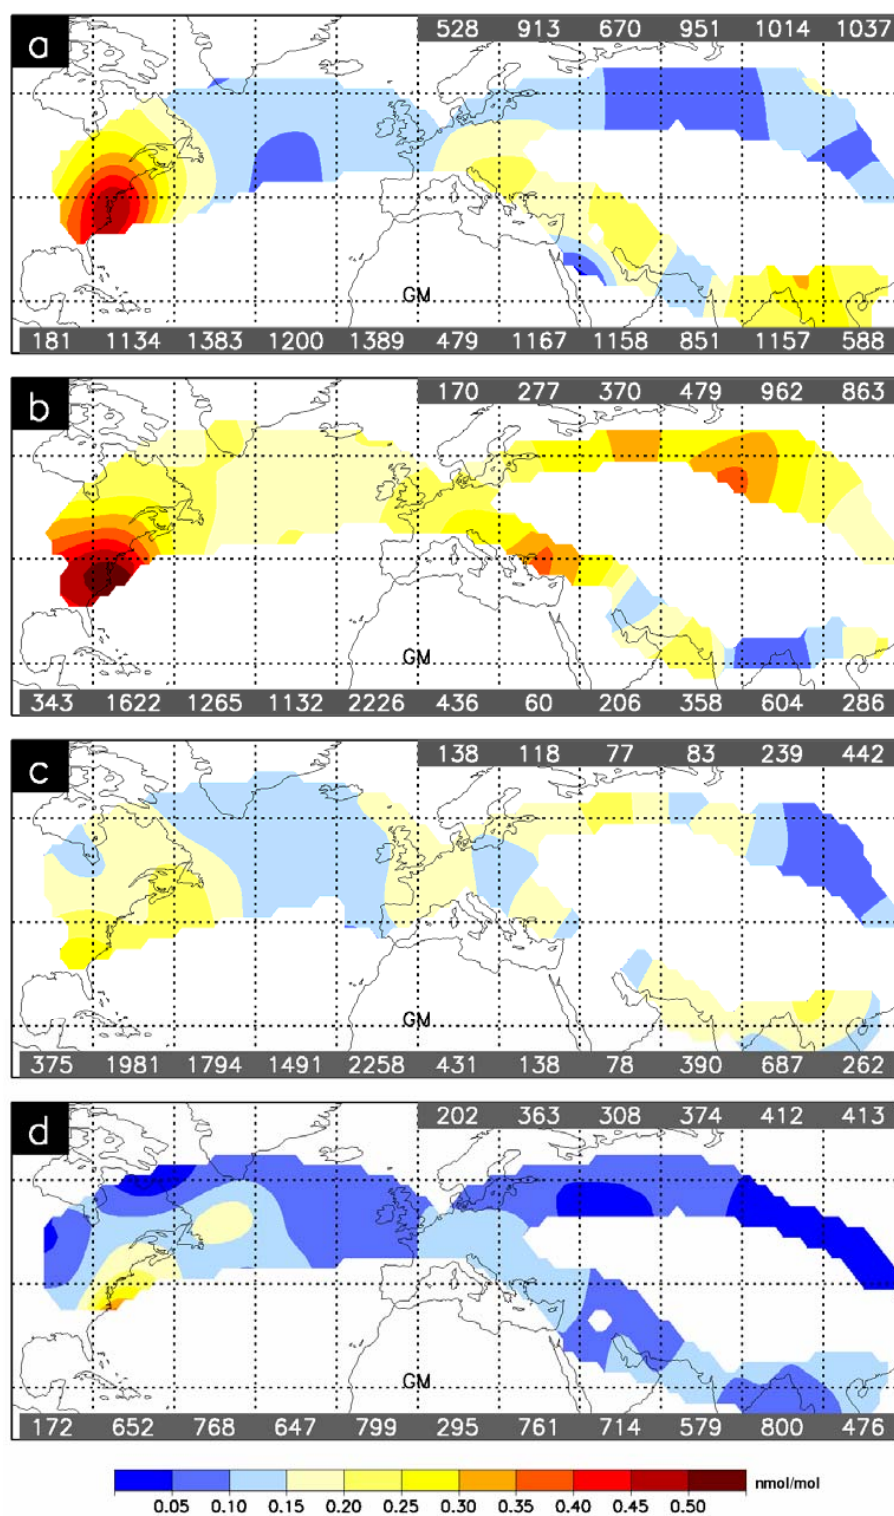 a
528 913 670 951 1014 1037
GM
181 1134 1383 1200 1389 479 1167 1158 851 1157 588
b
170 277 370 479 962 863
GM
343 1622 1265 1132 2226 436 60 206 358 604 286
c
138 118 77 83 239 442
GM
375 1981 1794 1491 2258 431 138 78 390 687 262
d
202 363 308 374 412 413
GM
172 652 768 647 799 295 761 714 579 800 476
nmol/mol
0.05 0.10 0.15 0.20 0.25 0.30 0.35 0.40 0.45 0.50